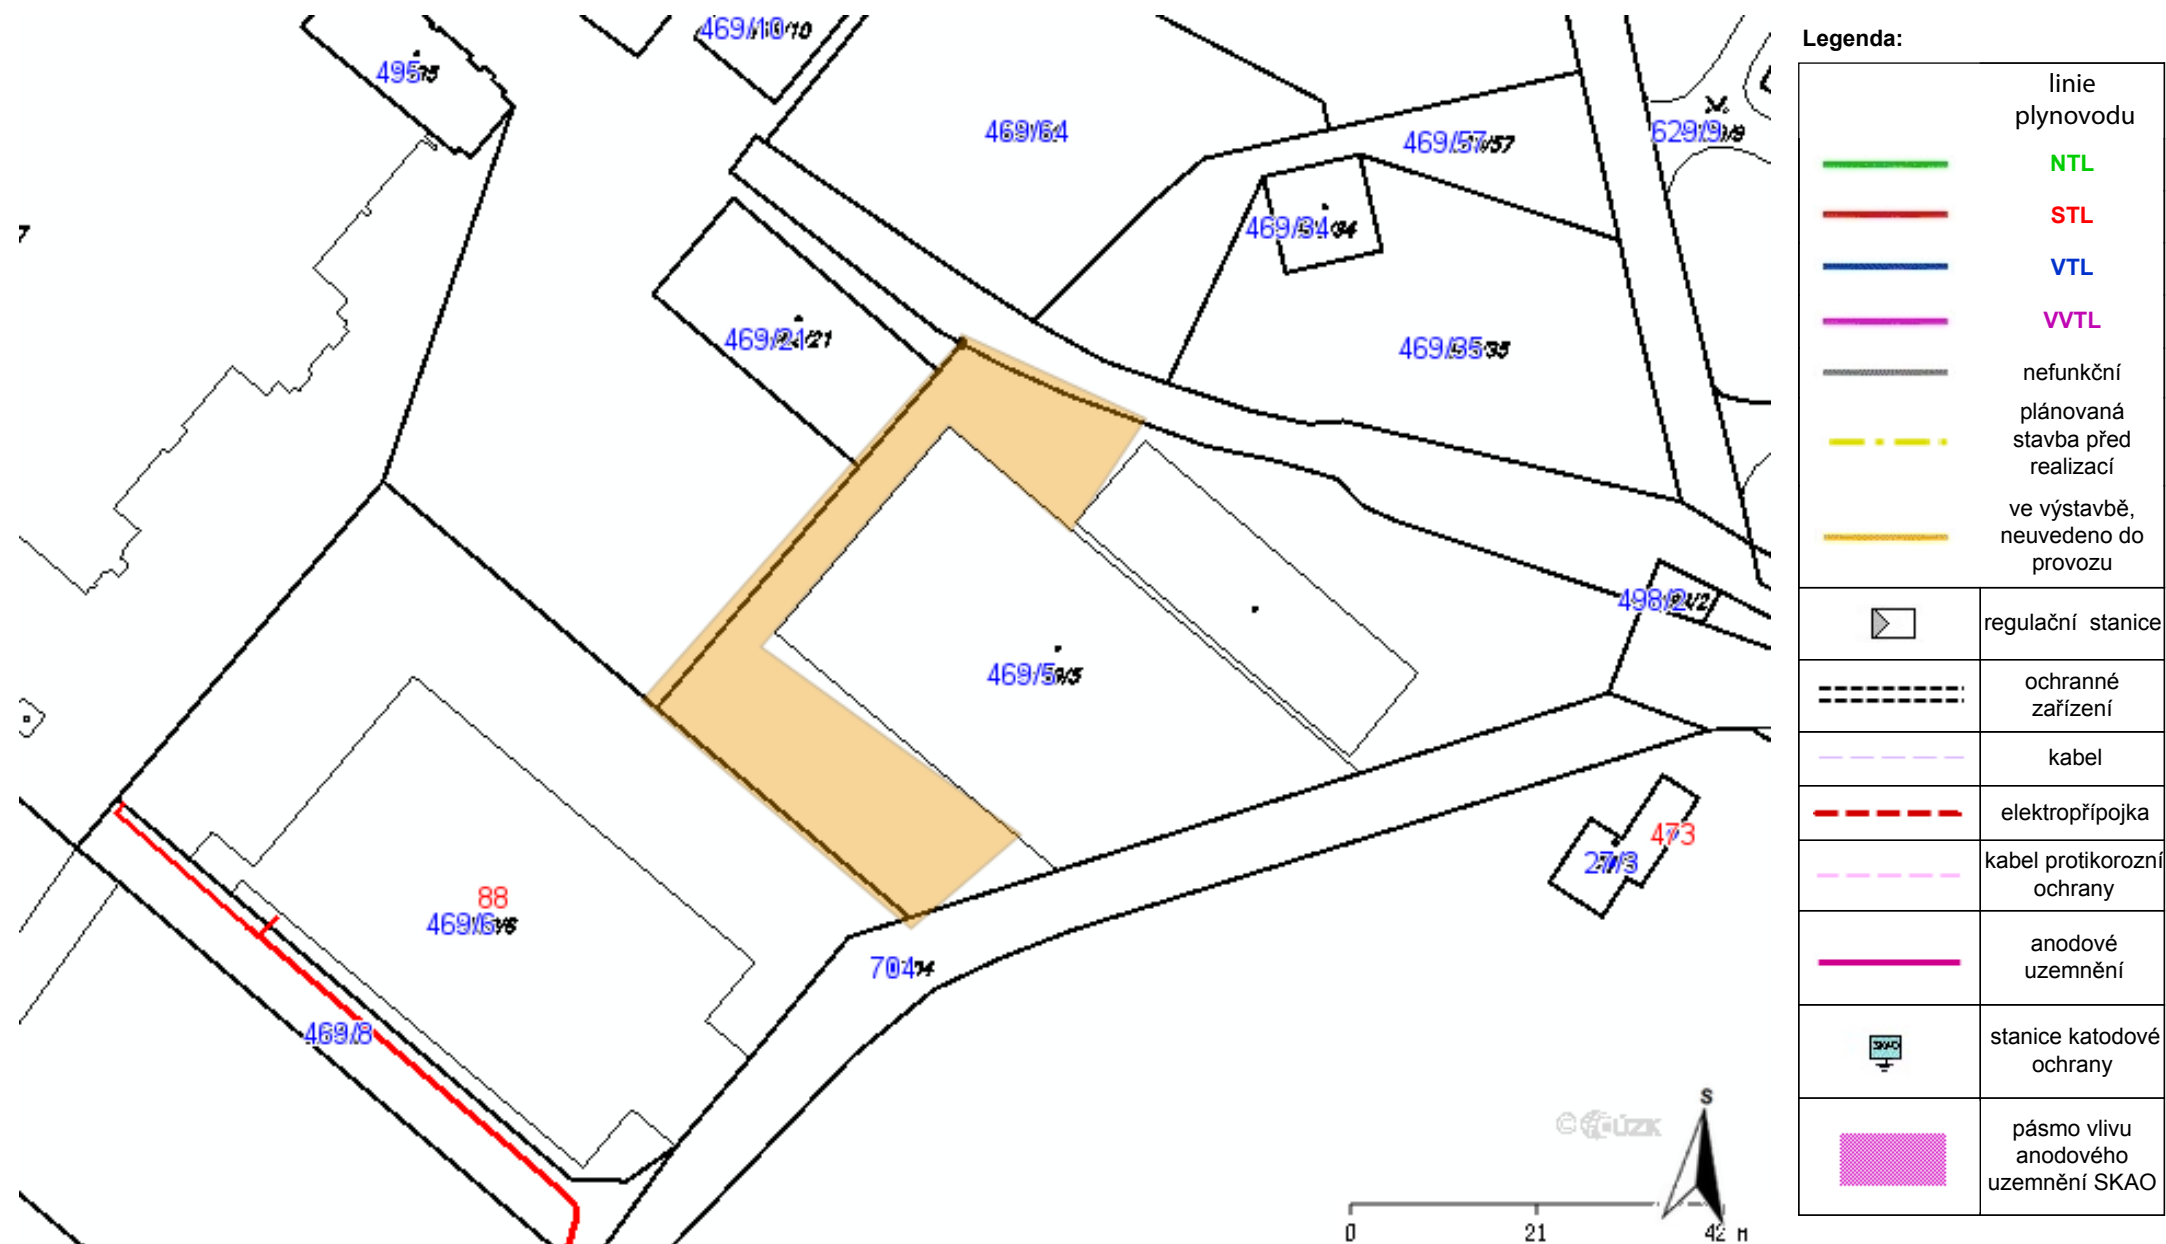 469/10
495
469/64
469/57
629/9
469/34
469/21
469/35
498/2
469/5
473
27/3
88
469/6
704
469/8
© ČÚZK
S
0 21 42 M
Legenda:
linie
plynovodu
NTL
STL
VTL
VVTL
nefunkční
plánovaná
stavba před
realizací
ve výstavbě,
neuvedeno do
provozu
regulační stanice
ochranné
zařízení
kabel
elektropřípojka
kabel protikorozní
ochrany
anodové
uzemnění
SKAO
stanice katodové
ochrany
pásmo vlivu
anodového
uzemnění SKAO